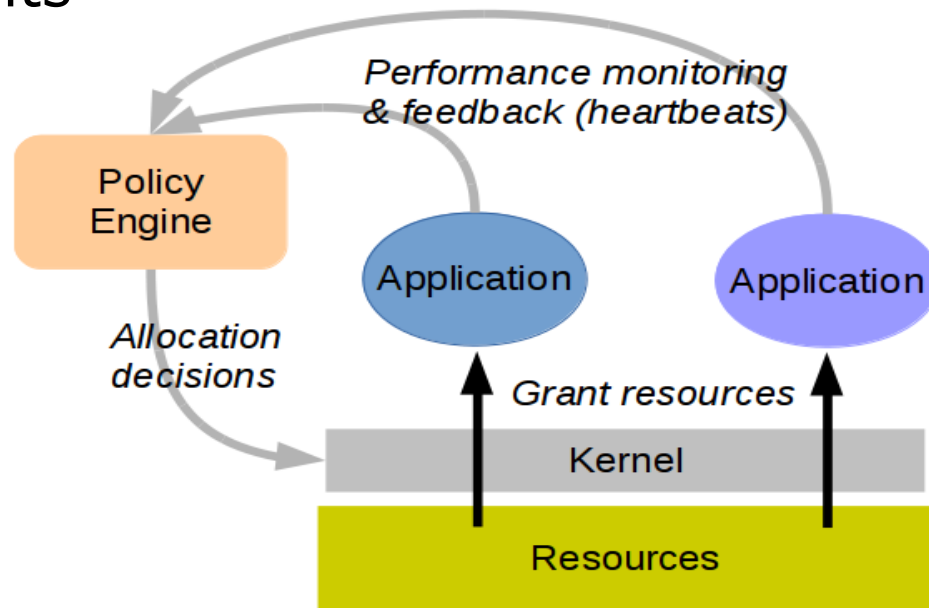 Performance monitoring
& feedback (heartbeats)
Policy
Engine
Application
Application
Allocation
decisions
Grant resources
Kernel
Resources